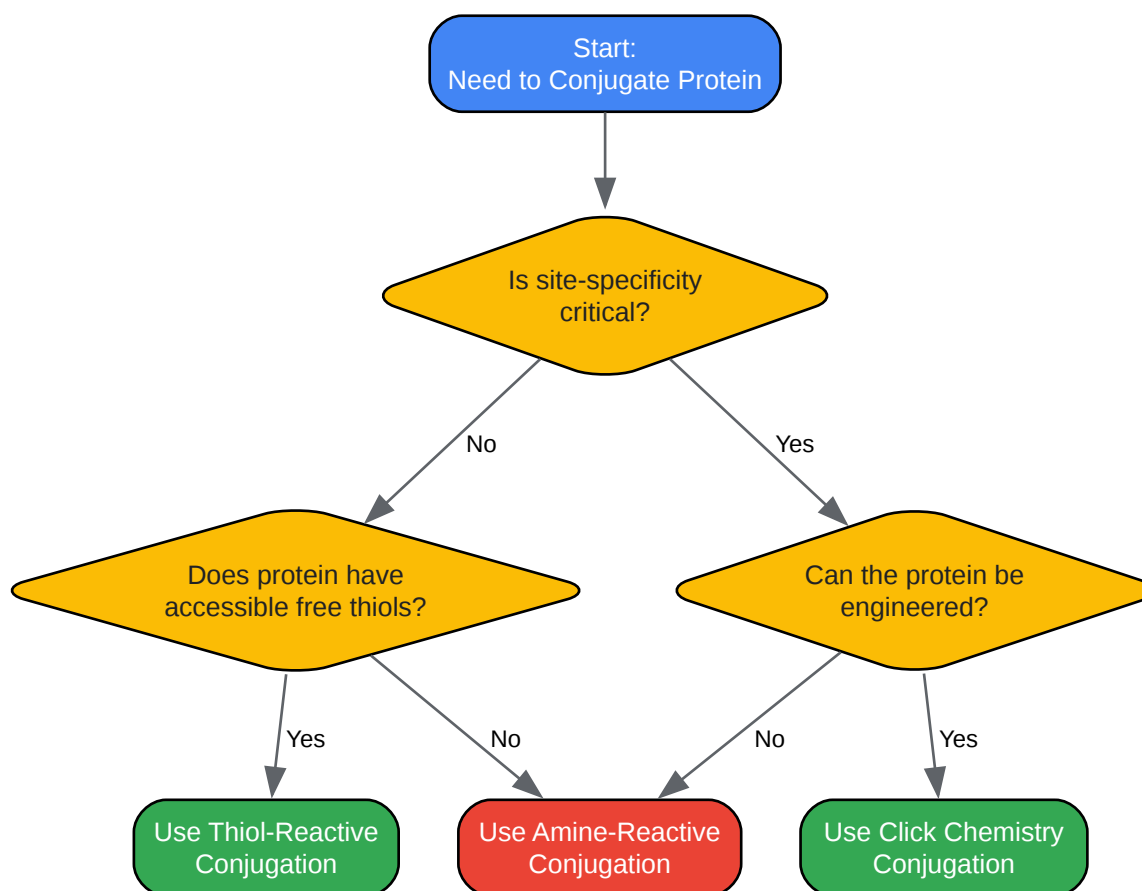 Start:
Need to Conjugate Protein
Is site-specificity
critical?
No
Yes
Does protein have
accessible free thiols?
Can the protein be
engineered?
Yes
No
No
Yes
Use Thiol-Reactive
Conjugation
Use Amine-Reactive
Conjugation
Use Click Chemistry
Conjugation